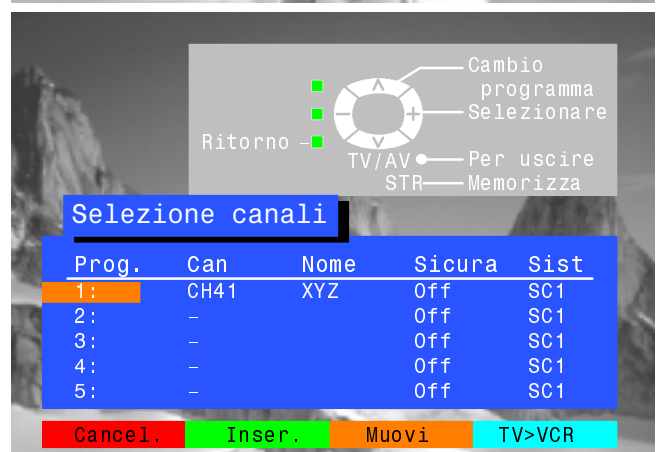 Cambio
programma
Selezionare
Ritorno
TV/AV Per uscire
STR Memorizza
Selezione canali
Prog. Can Nome Sicura Sist
1: CH41 XYZ Off SC1
2: – Off SC1
3: – Off SC1
4: – Off SC1
5: – Off SC1
Cancel. Inser. Muovi TV>VCR